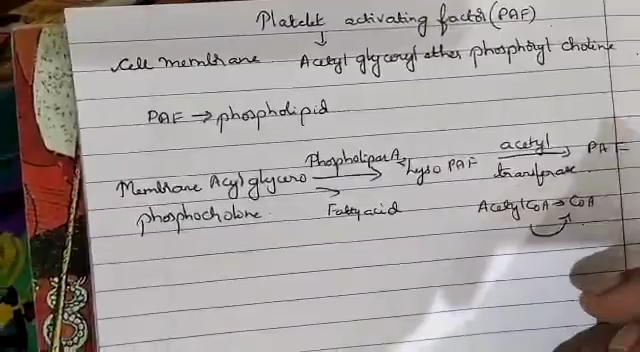 Platelet activating factor (PAF)
↓
Cell membrane Acetyl glyceryl ether phosphoryl choline
PAF → phospholipid
Membrane Acyl glycero Phospholipase A₂ → Lyso PAF acetyl → PAF
phosphocholine → Fatty acid transferase
Acetyl CoA → CoA